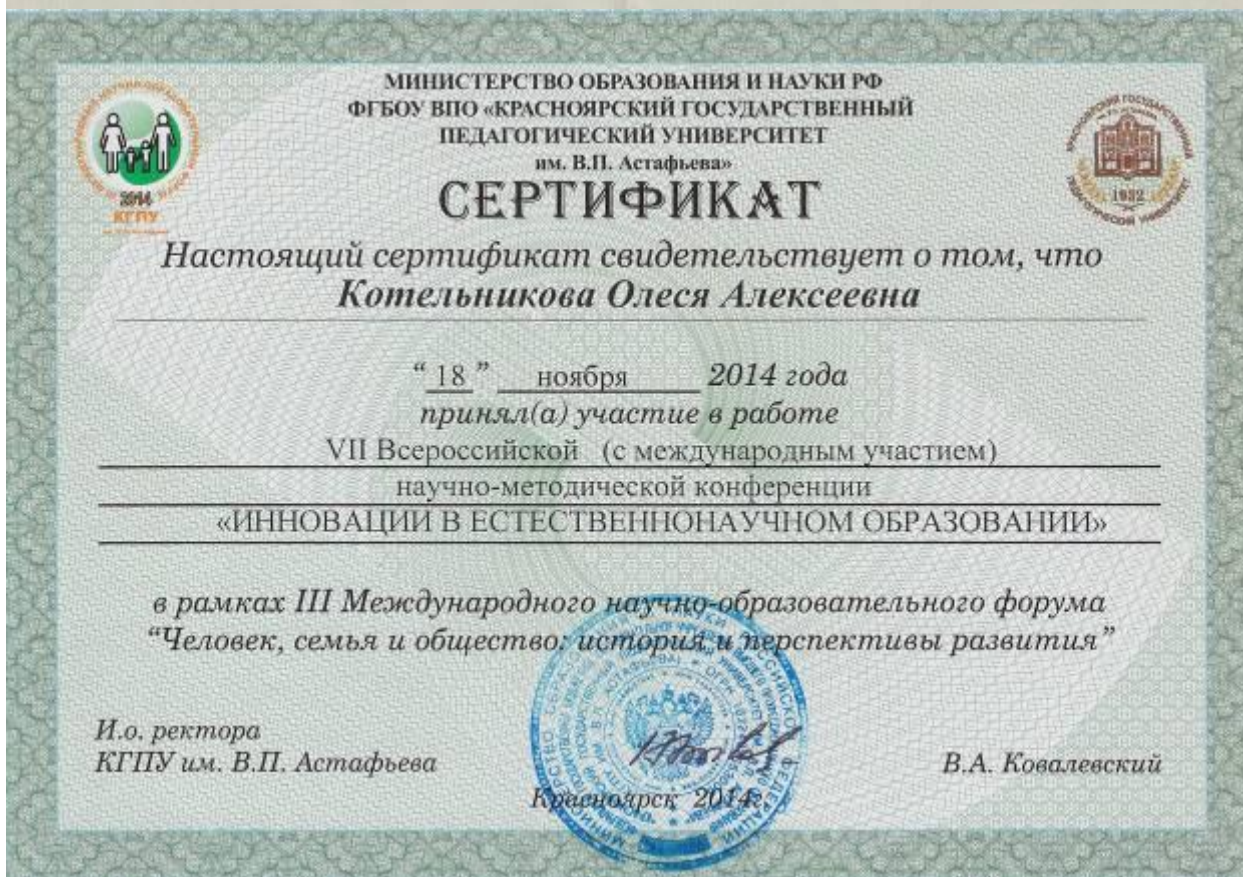 МИНИСТЕРСТВО ОБРАЗОВАНИЯ И НАУКИ РФ
ФГБОУ ВПО «КРАСНОЯРСКИЙ ГОСУДАРСТВЕННЫЙ
ПЕДАГОГИЧЕСКИЙ УНИВЕРСИТЕТ
им. В.П. Астафьева»
2014
КГПУ
1932
СЕРТИФИКАТ
Настоящий сертификат свидетельствует о том, что
Котельникова Олеся Алексеевна
“ 18 ” ноября 2014 года
принял(а) участие в работе
VII Всероссийской (с международным участием)
научно-методической конференции
«ИННОВАЦИИ В ЕСТЕСТВЕННОНАУЧНОМ ОБРАЗОВАНИИ»
в рамках III Международного научно-образовательного форума
“Человек, семья и общество: история и перспективы развития”
И.о. ректора
КГПУ им. В.П. Астафьева
В.А. Ковалевский
Красноярск 2014г.